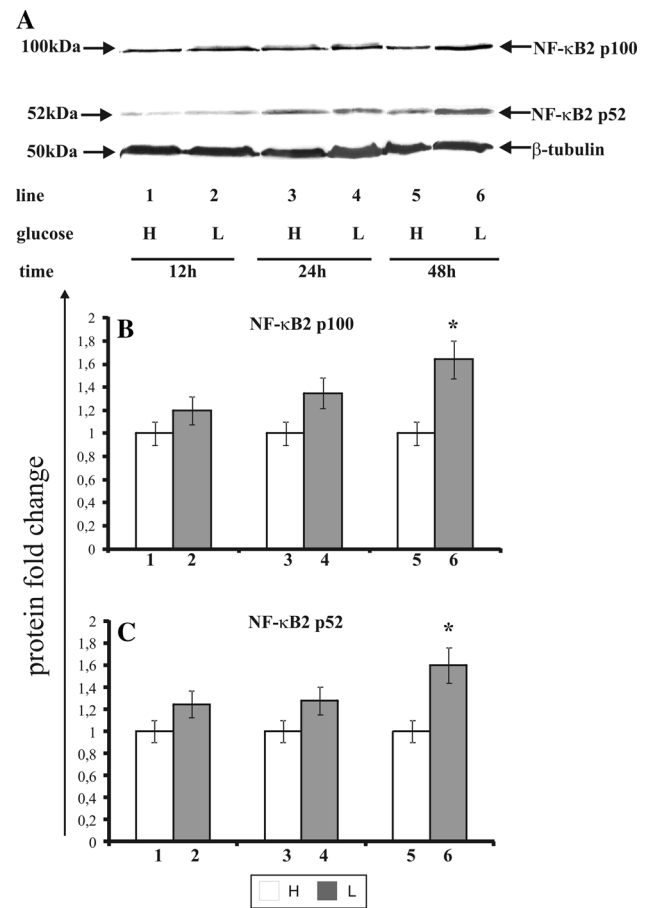 A
100kDa NF-κB2 p100
52kDa NF-κB2 p52
50kDa β-tubulin
line 1 2 3 4 5 6
glucose H L H L H L
time 12h 24h 48h
protein fold change
B NF-κB2 p100
2
1,8
1,6
1,4
1,2
1
0,8
0,6
0,4
0,2
0
*
1 2 3 4 5 6
C NF-κB2 p52
2
1,8
1,6
1,4
1,2
1
0,8
0,6
0,4
0,2
0
*
1 2 3 4 5 6
H L